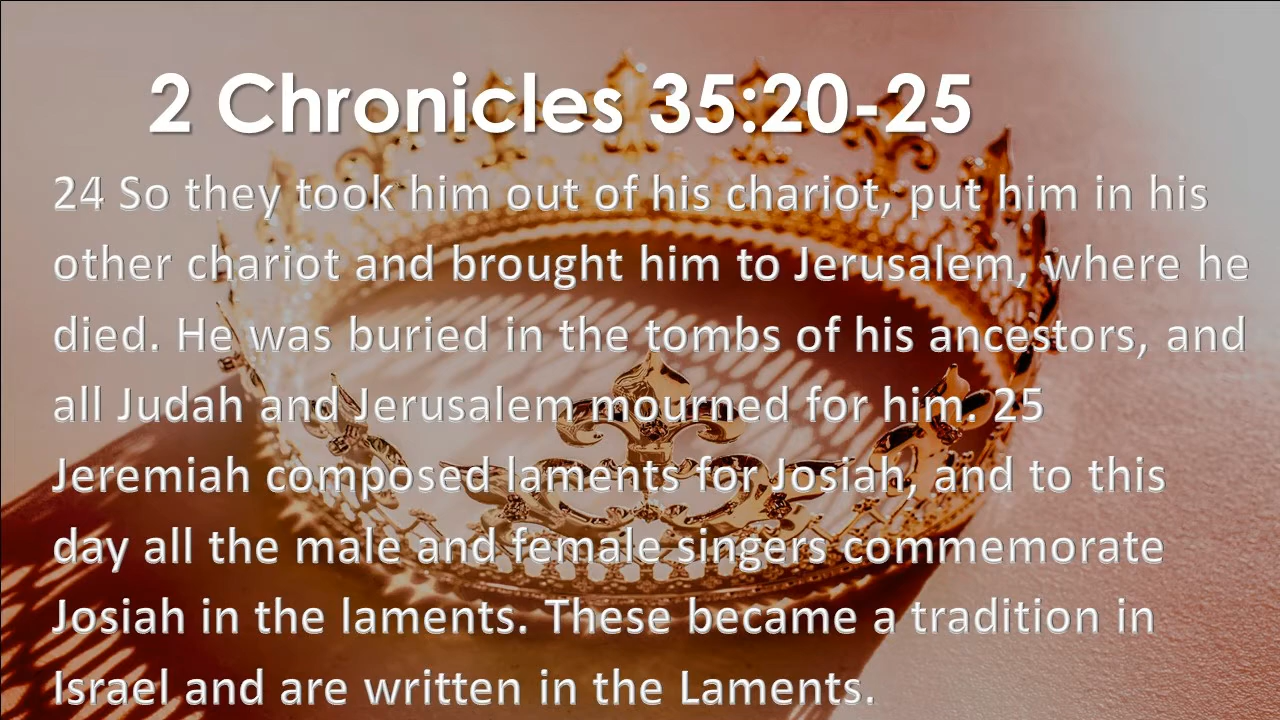 2 Chronicles 35:20-25
24 So they took him out of his chariot, put him in his
other chariot and brought him to Jerusalem, where he
died. He was buried in the tombs of his ancestors, and
all Judah and Jerusalem mourned for him. 25
Jeremiah composed laments for Josiah, and to this
day all the male and female singers commemorate
Josiah in the laments. These became a tradition in
Israel and are written in the Laments.